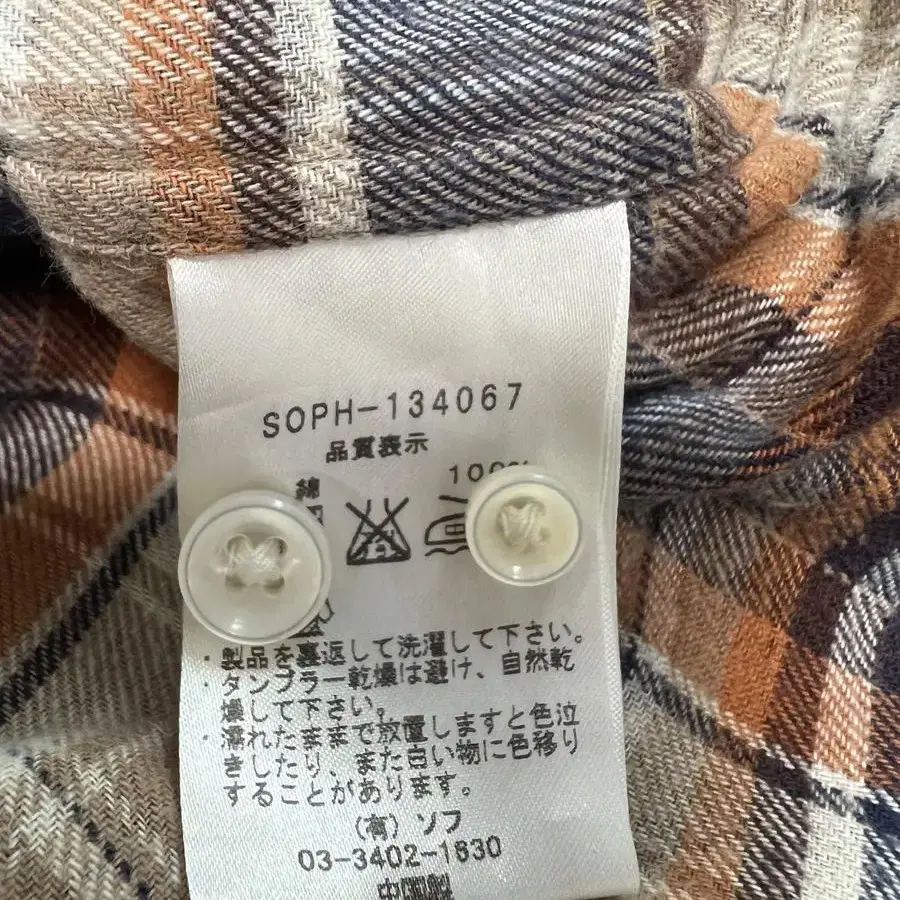 SOPH-134067
品質表示
綿 100%
・製品を裏返して洗濯して下さい。
・タンブラー乾燥は避け、自然乾
燥して下さい。
・濡れたままで放置しますと色泣
きしたり、また白い物に色移り
することがあります。
(有) ソフ
03-3402-1630
中国製